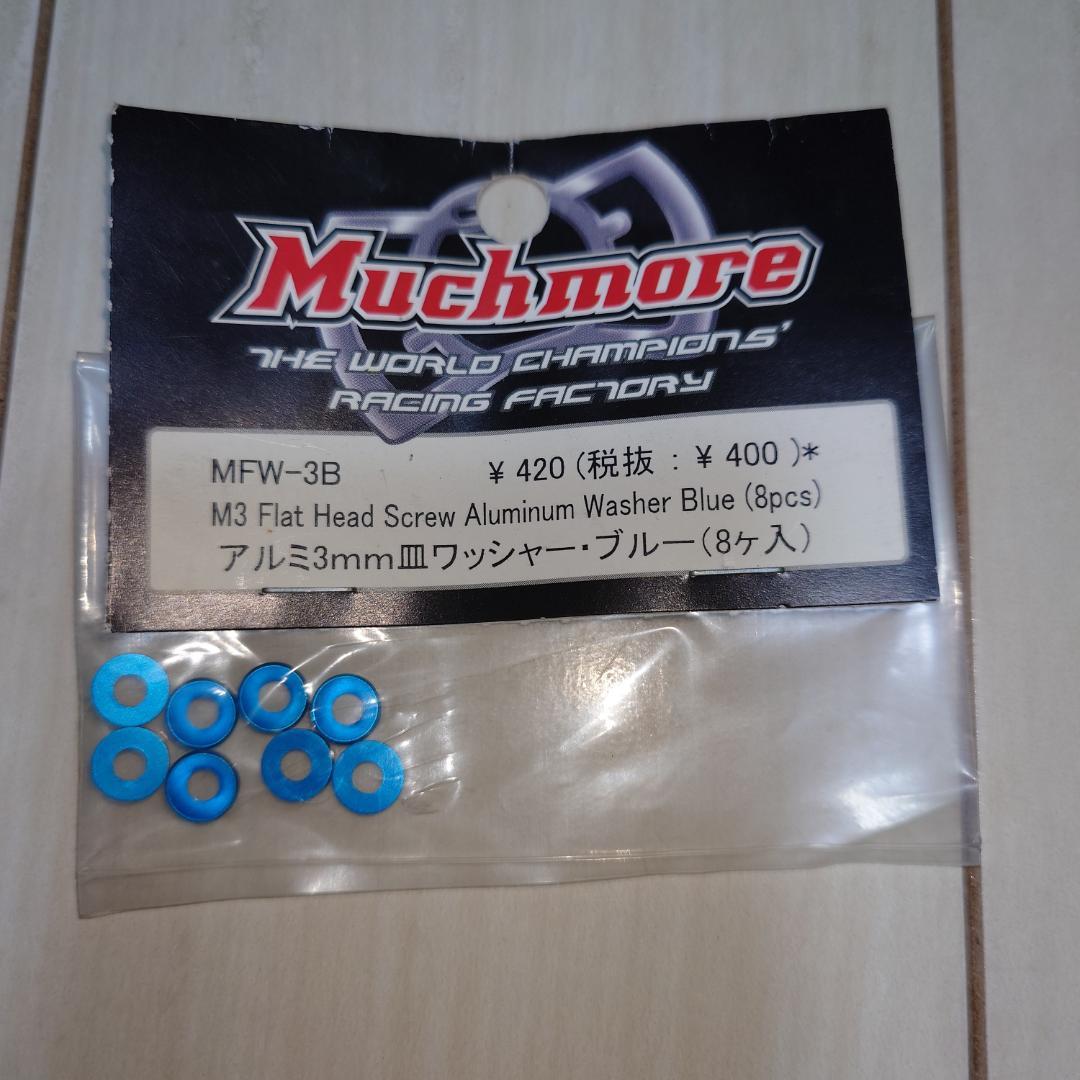 Muchmore
THE WORLD CHAMPIONS'
RACING FACTORY
MFW-3B ¥420(税抜：¥400 )*
M3 Flat Head Screw Aluminum Washer Blue (8pcs)
アルミ3mm皿ワッシャー・ブルー(8ヶ入)